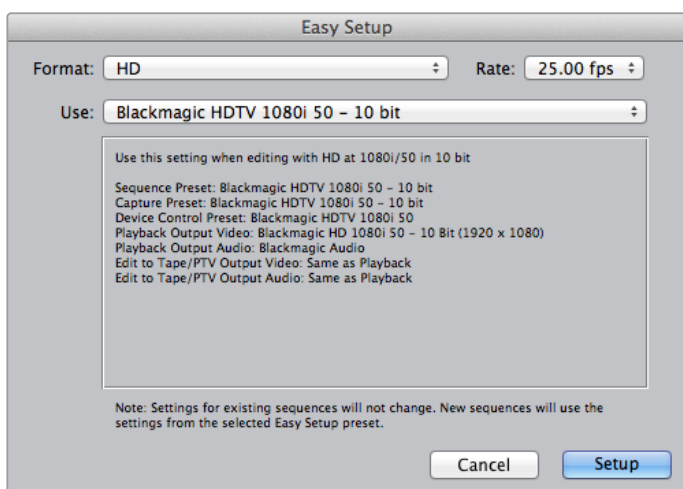 Easy Setup
Format: HD Rate: 25.00 fps
Use: Blackmagic HDTV 1080i 50 – 10 bit
Use this setting when editing with HD at 1080i/50 in 10 bit
Sequence Preset: Blackmagic HDTV 1080i 50 – 10 bit
Capture Preset: Blackmagic HDTV 1080i 50 – 10 bit
Device Control Preset: Blackmagic HDTV 1080i 50
Playback Output Video: Blackmagic HD 1080i 50 – 10 Bit (1920 x 1080)
Playback Output Audio: Blackmagic Audio
Edit to Tape/PTV Output Video: Same as Playback
Edit to Tape/PTV Output Audio: Same as Playback
Note: Settings for existing sequences will not change. New sequences will use the
settings from the selected Easy Setup preset.
Cancel Setup